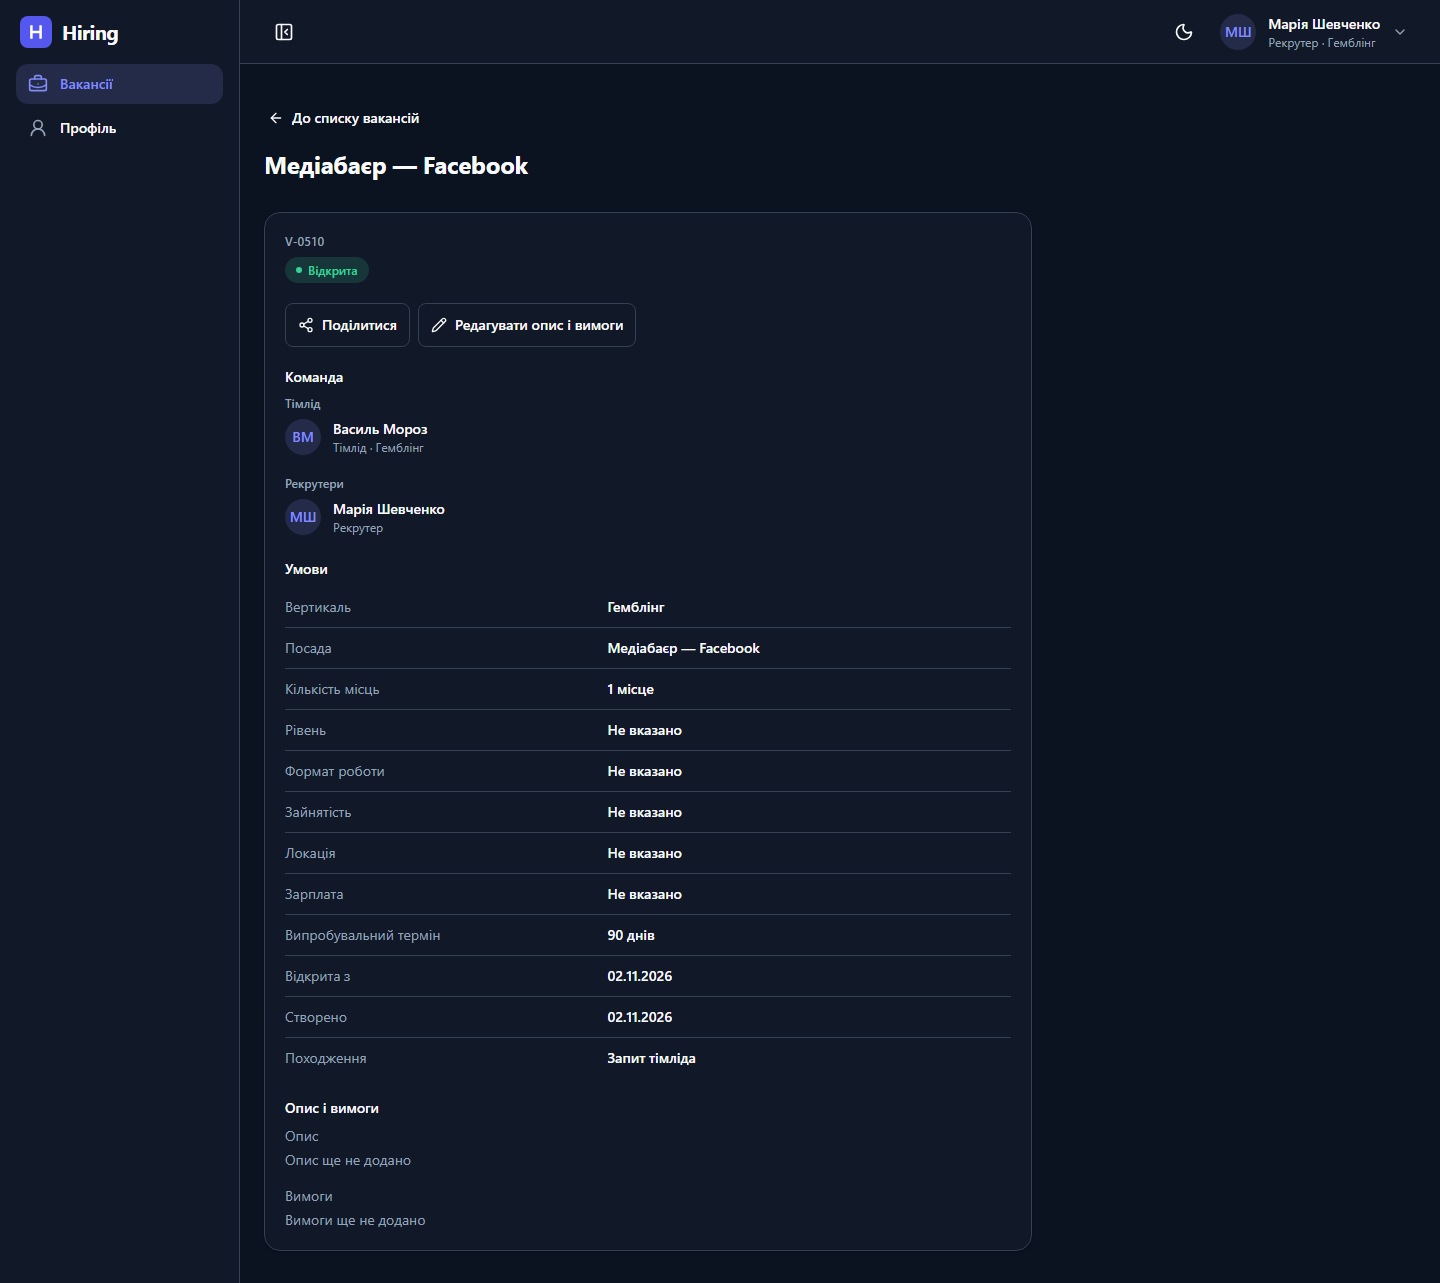 H Hiring
Вакансії
Профіль
МШ
Марія Шевченко
Рекрутер · Гемблінг
До списку вакансій
Медіабаєр — Facebook
V-0510
Відкрита
Поділитися
Редагувати опис і вимоги
Команда
Тімлід
ВМ
Василь Мороз
Тімлід · Гемблінг
Рекрутери
МШ
Марія Шевченко
Рекрутер
Умови
Вертикаль Гемблінг
Посада Медіабаєр — Facebook
Кількість місць 1 місце
Рівень Не вказано
Формат роботи Не вказано
Зайнятість Не вказано
Локація Не вказано
Зарплата Не вказано
Випробувальний термін 90 днів
Відкрита з 02.11.2026
Створено 02.11.2026
Походження Запит тімліда
Опис і вимоги
Опис
Опис ще не додано
Вимоги
Вимоги ще не додано